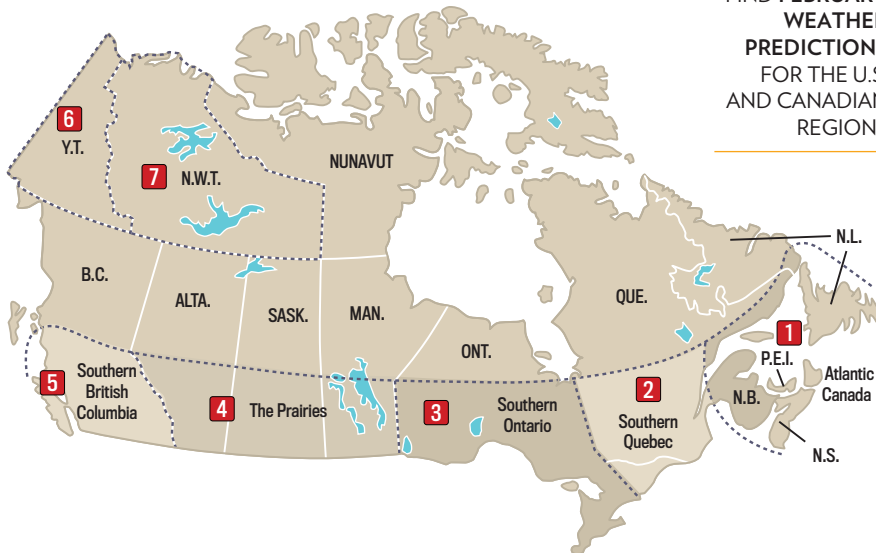 WEATHER
PREDICTION
FOR THE U.S
AND CANADIAN
REGION
6
Y.T.
7
N.W.T.
NUNAVUT
N.L.
B.C.
ALTA.
SASK.
MAN.
ONT.
QUE.
1
P.E.I.
Atlantic
Canada
N.B.
N.S.
5
Southern
British
Columbia
4
The Prairies
3
Southern
Ontario
2
Southern
Quebec